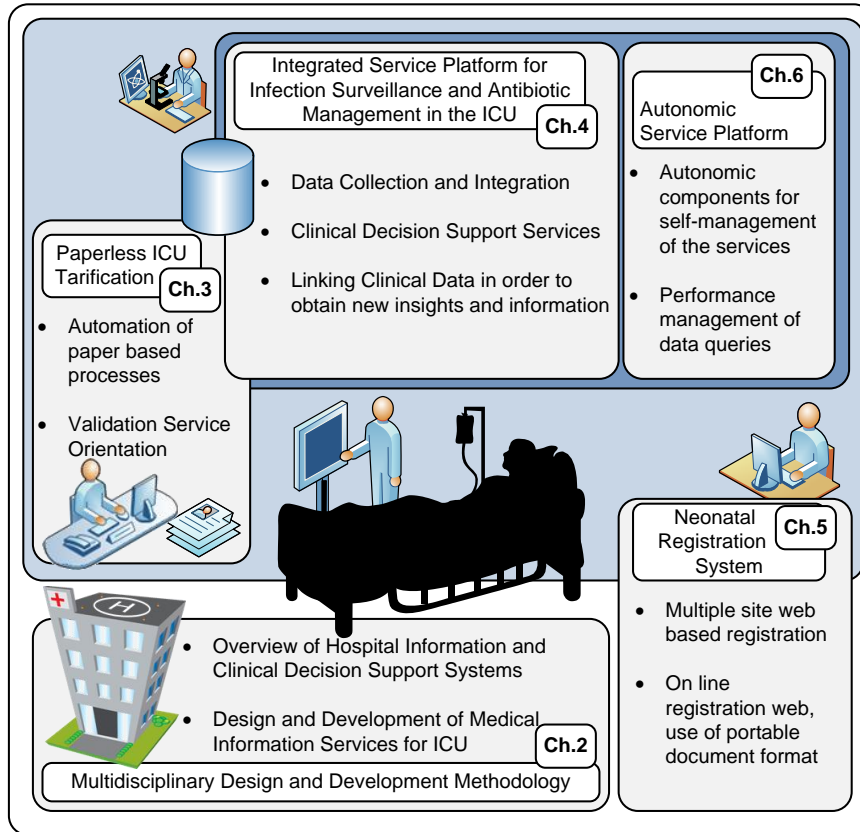 Integrated Service Platform for
Infection Surveillance and Antibiotic
Management in the ICU
Ch.4
• Data Collection and Integration
• Clinical Decision Support Services
• Linking Clinical Data in order to
obtain new insights and information
Ch.6
Autonomic
Service Platform
• Autonomic
components for
self-management
of the services
• Performance
management of
data queries
Paperless ICU
Tarification
Ch.3
• Automation of
paper based
processes
• Validation Service
Orientation
Neonatal
Registration
System
Ch.5
• Multiple site web
based registration
• On line
registration web,
use of portable
document format
H
• Overview of Hospital Information and
Clinical Decision Support Systems
• Design and Development of Medical
Information Services for ICU
Ch.2
Multidisciplinary Design and Development Methodology